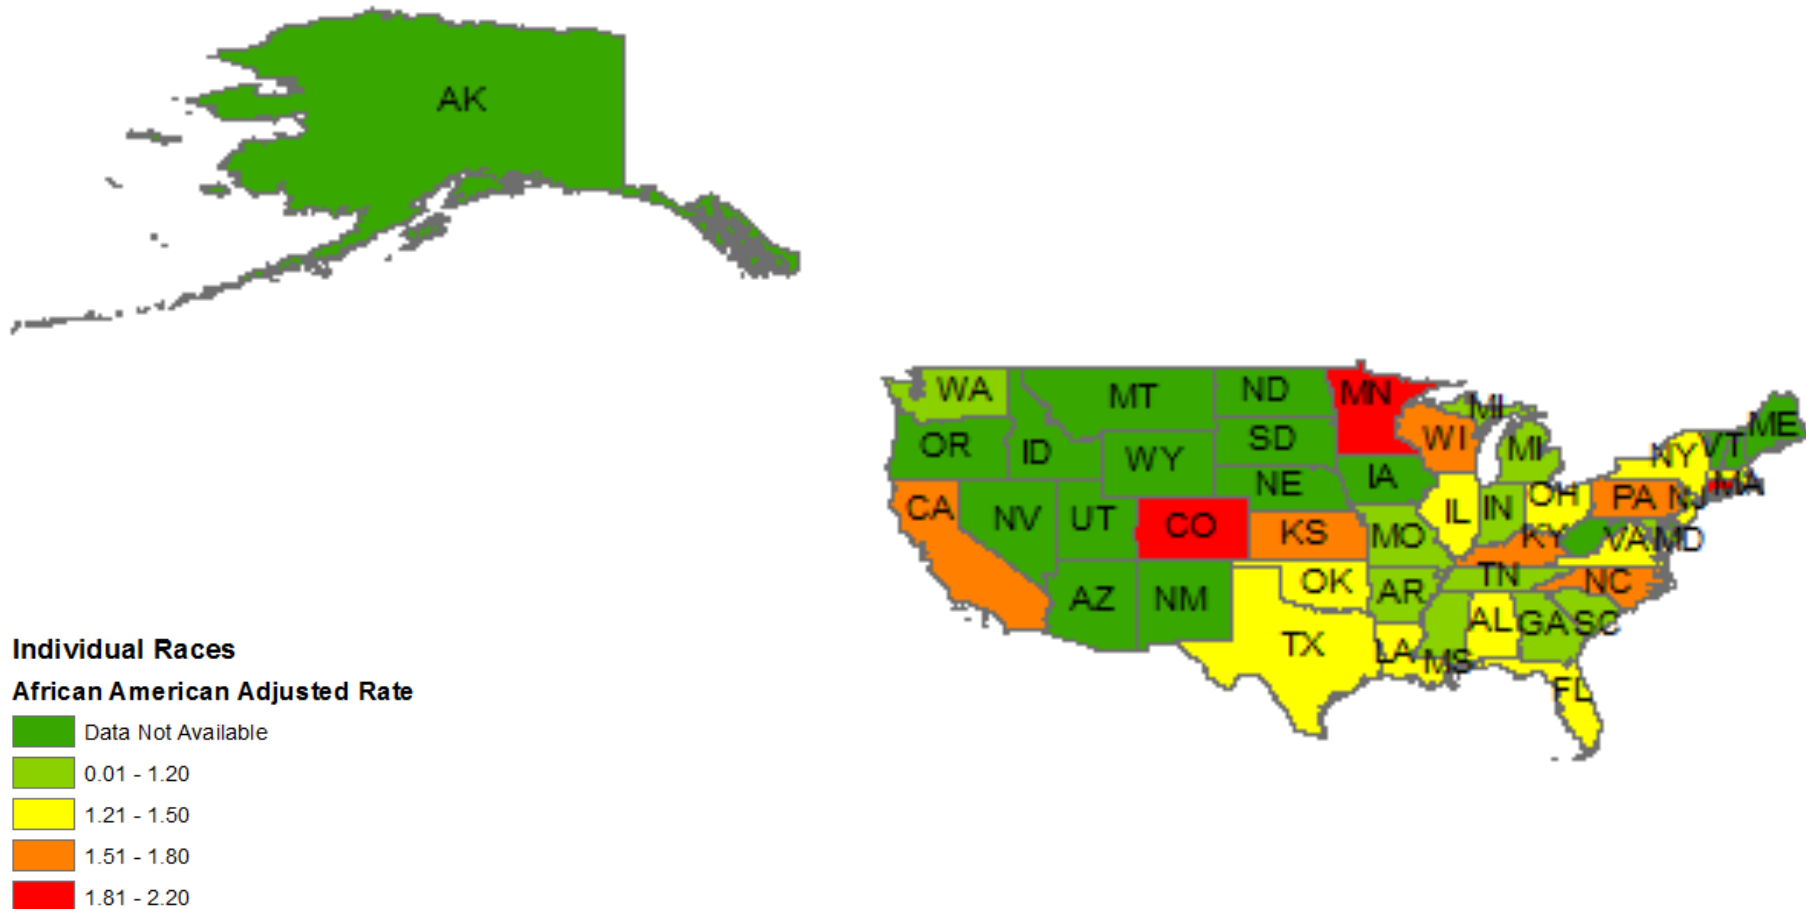 AK
WA
MT
ND
MN
MI
ME
OR
ID
WY
SD
WI
MI
NY
VT
NE
IA
MA
CA
NV
UT
CO
KS
MO
IL
IN
OH
PA
NJ
KY
VA
MD
AZ
NM
OK
AR
TN
NC
TX
LA
MS
AL
GA
SC
FL
Individual Races
African American Adjusted Rate
Data Not Available
0.01 - 1.20
1.21 - 1.50
1.51 - 1.80
1.81 - 2.20